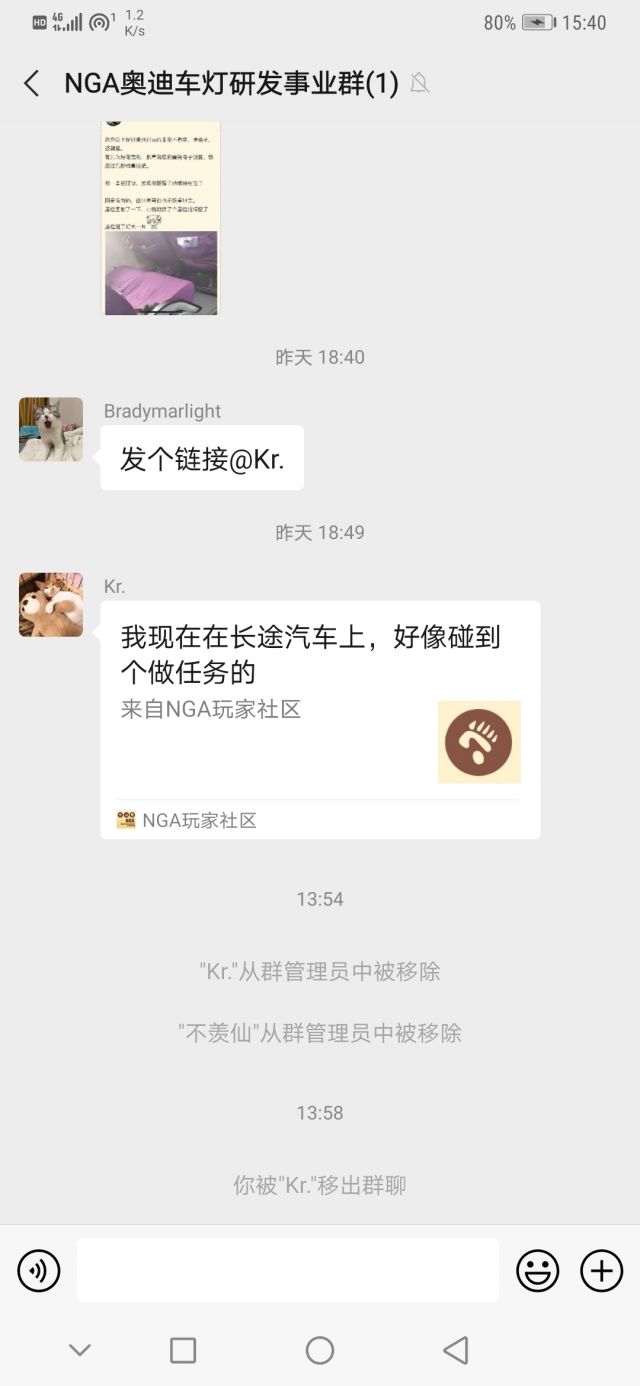 HD 4G 1 1.2 K/s 80% 15:40
NGA奥迪车灯研发事业群(1)
昨天 18:40
Bradymarlight
发个链接@Kr.
昨天 18:49
Kr.
我现在在长途汽车上，好像碰到
个做任务的
来自NGA玩家社区
NGA玩家社区
13:54
"Kr."从群管理员中被移除
"不羡仙"从群管理员中被移除
13:58
你被"Kr."移出群聊